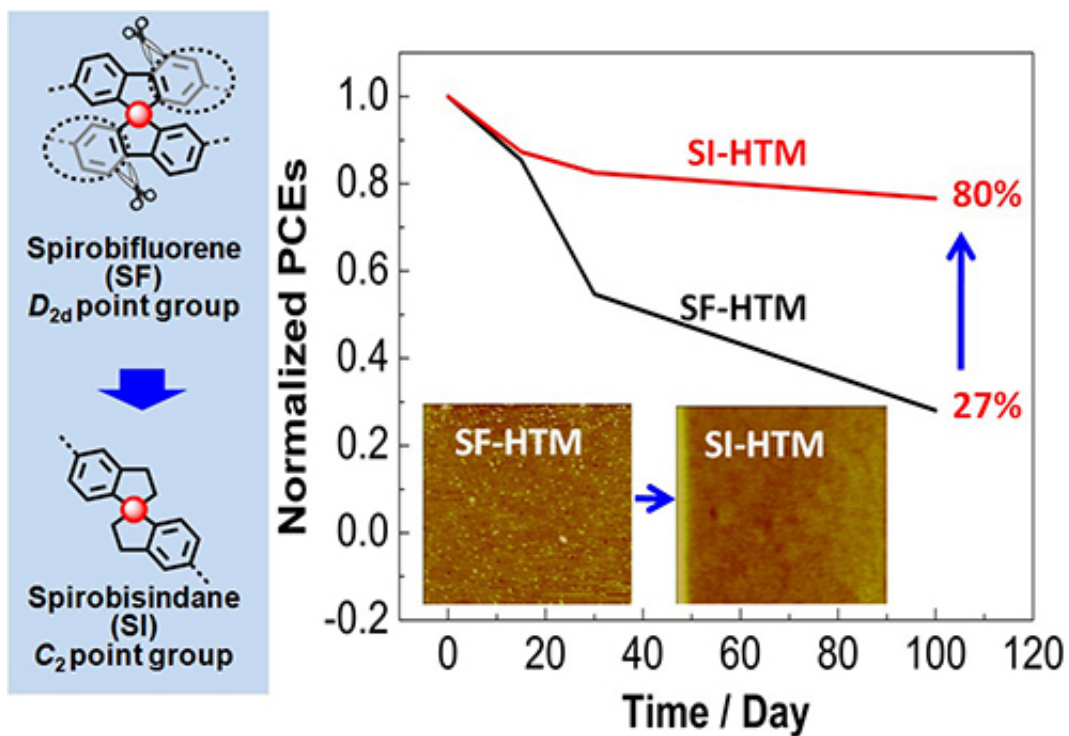 Spirobifluorene
(SF)
D2d point group
Spirobisindane
(SI)
C2 point group
Normalized PCEs
1.0
0.8
0.6
0.4
0.2
0.0
-0.2
SI-HTM
80%
SF-HTM
27%
SF-HTM
SI-HTM
0 20 40 60 80 100 120
Time / Day